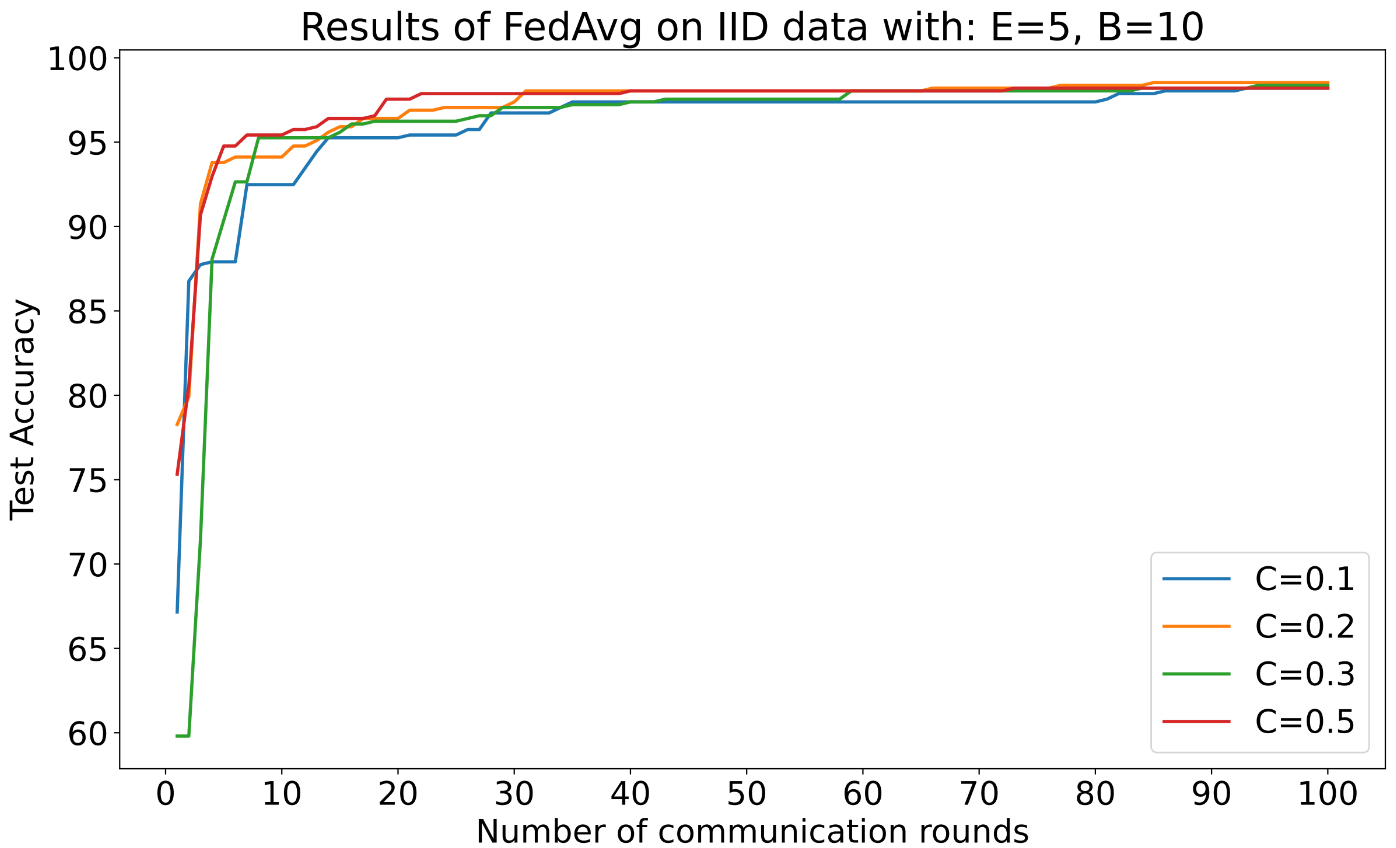 Results of FedAvg on IID data with: E=5, B=10
Test Accuracy
100
95
90
85
80
75
70
65
60
C=0.1
C=0.2
C=0.3
C=0.5
0 10 20 30 40 50 60 70 80 90 100
Number of communication rounds